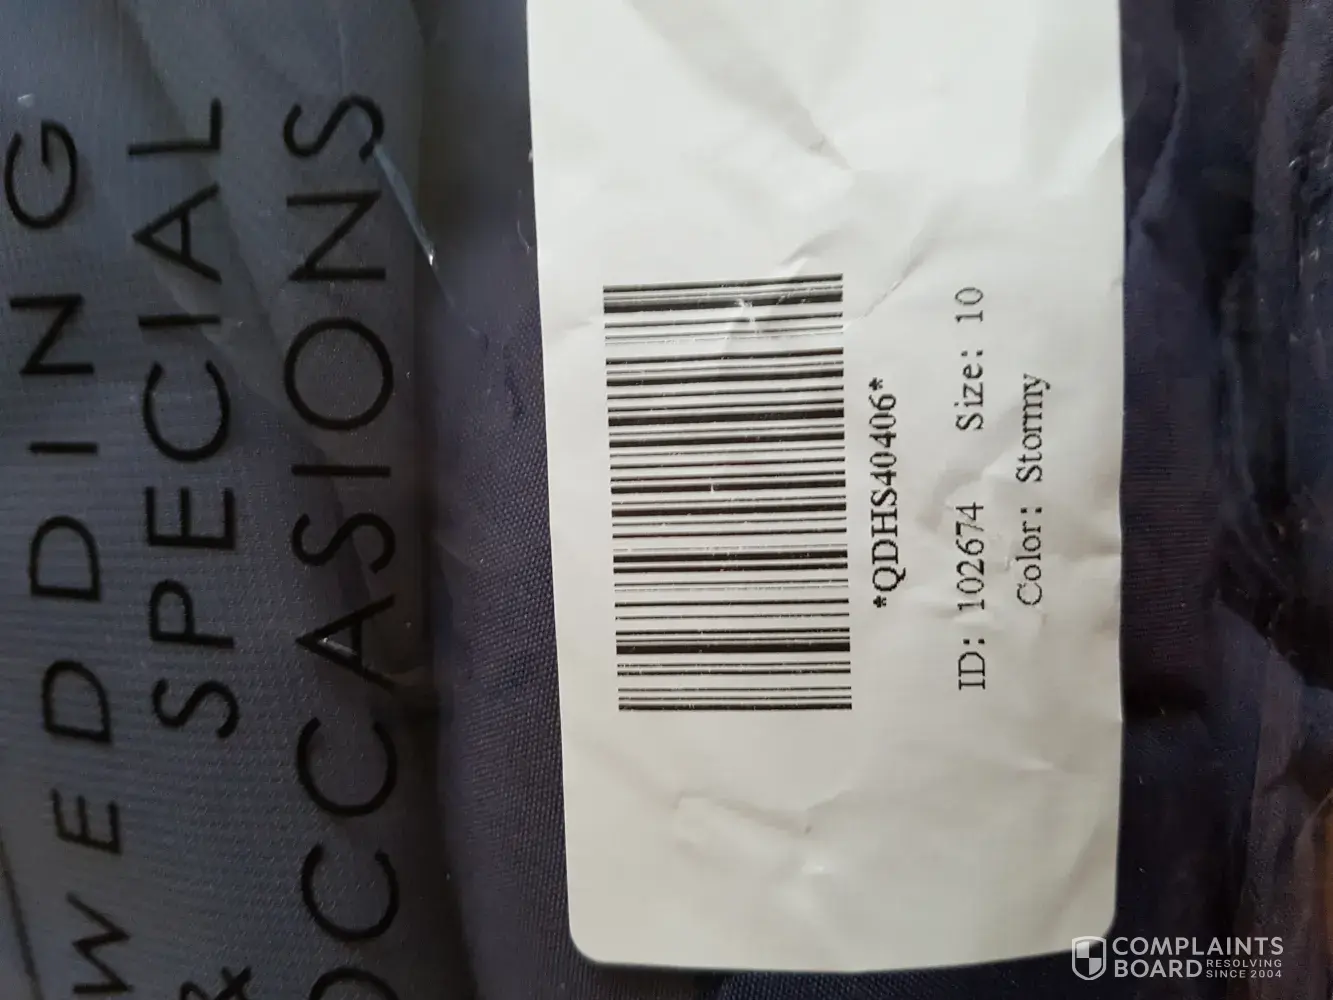 WEDDING
& SPECIAL
OCCASIONS
*QDHS40406*
ID: 102674 Size: 10
Color: Stormy
COMPLAINTS
BOARD RESOLVING
SINCE 2004